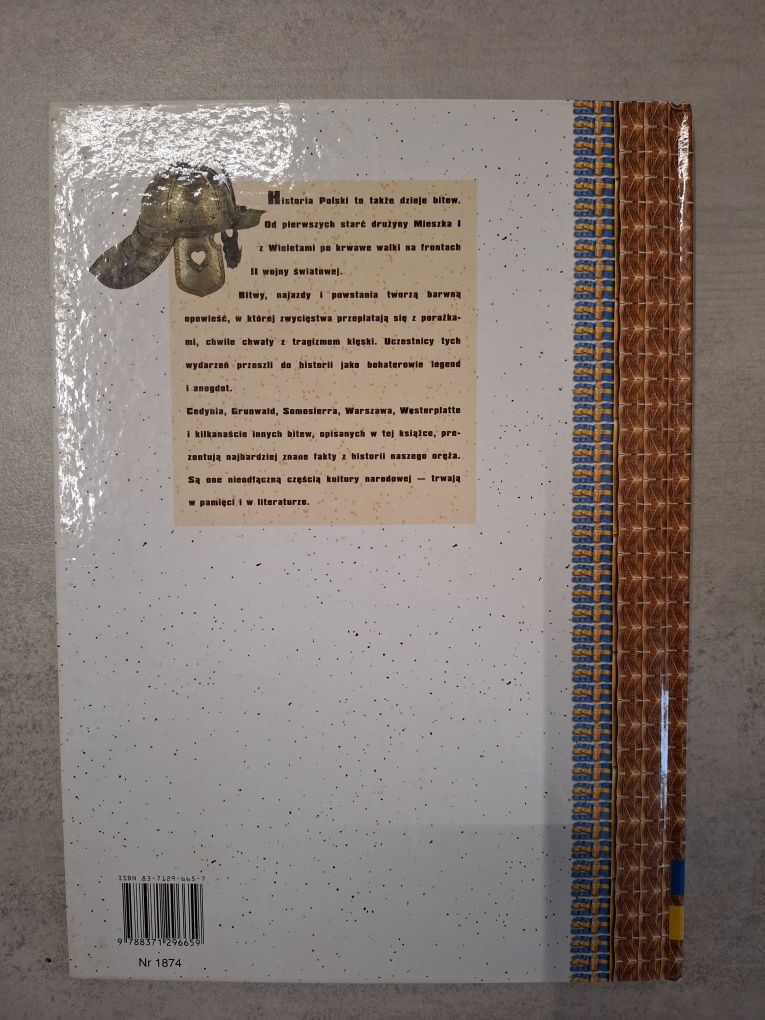 Historia Polski to także dzieje bitew.
Od pierwszych starć drużyny Mieszka I
z Wieletami po krwawe walki na frontach
II wojny światowej.
Bitwy, najazdy i powstania tworzą barwną
opowieść, w której zwycięstwa przeplatają się z porażka-
mi, chwile chwały z tragizmem klęski. Uczestnicy tych
wydarzeń przeszli do historii jako bohaterowie legend
i anegdot.
Cedynia, Grunwald, Somosierra, Warszawa, Westerplatte
i kilkanaście innych bitew, opisanych w tej książce, pre-
zentują najbardziej znane fakty z historii naszego oręża.
Są one nieodłączną częścią kultury narodowej — trwają
w pamięci i w literaturze.
ISBN 83-7129-665-7
9 788371 296659
Nr 1874